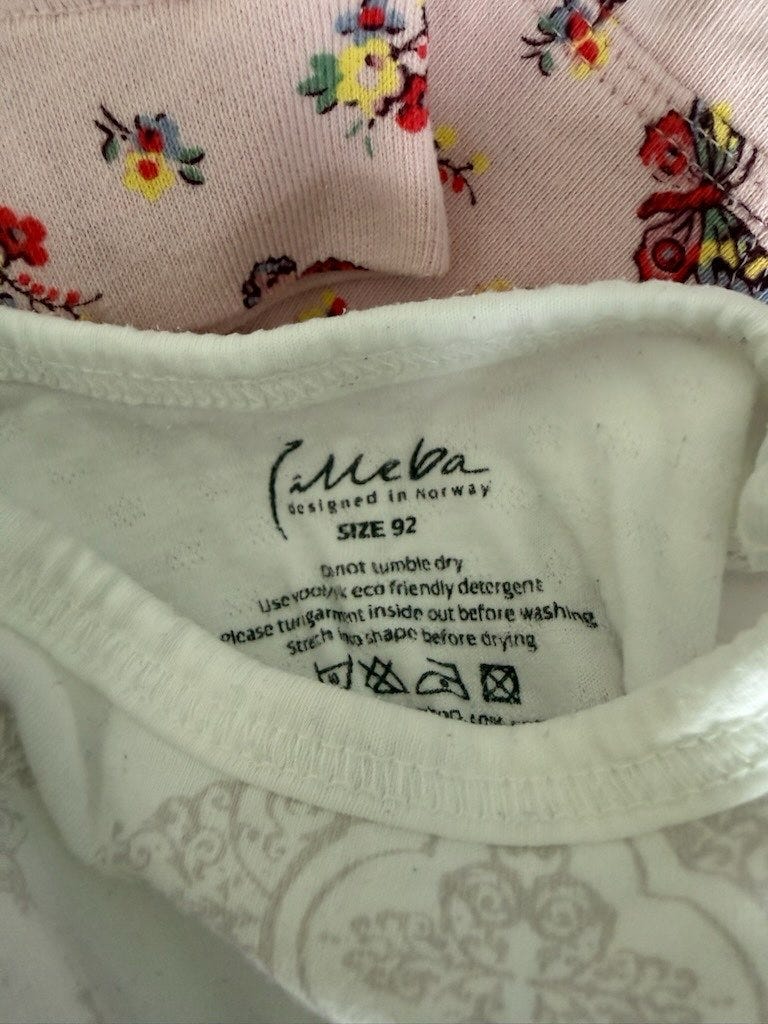 Meba
designed in Norway
SIZE 92
Do not tumble dry
Use eco friendly detergent
Please turn garment inside out before washing
Stretch into shape before drying